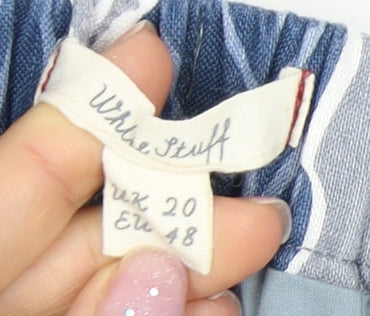 White Stuff
UK 20
EU 48